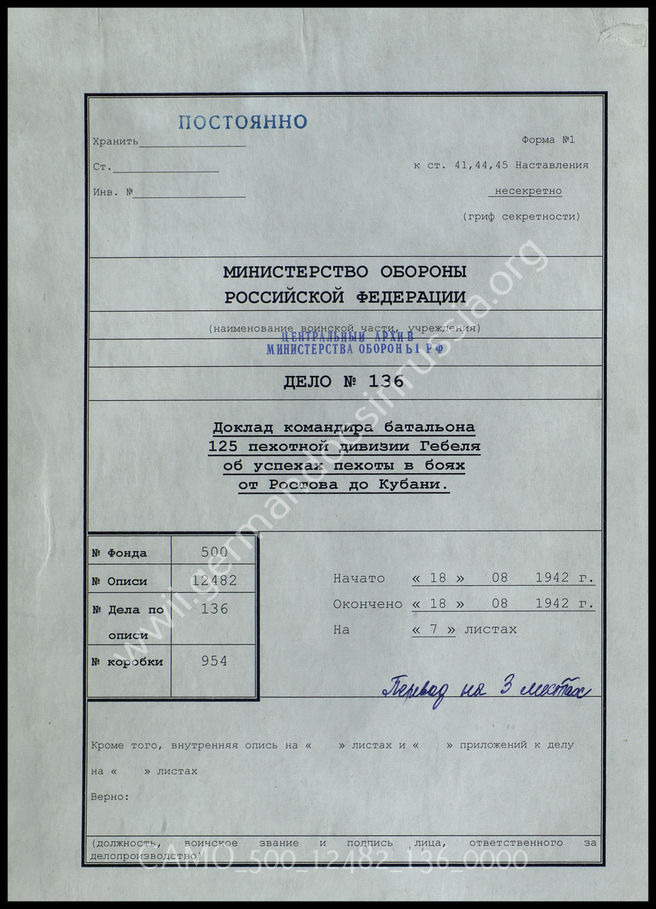 ПОСТОЯННО
Хранить
Форма №1
Ст.
к ст. 41,44,45 Наставления
Инв. №
несекретно
(гриф секретности)
МИНИСТЕРСТВО ОБОРОНЫ
РОССИЙСКОЙ ФЕДЕРАЦИИ
(наименование воинской части, учреждения)
ЦЕНТРАЛЬНЫЙ АРХИВ
МИНИСТЕРСТВА ОБОРОНЫ РФ
ДЕЛО № 136
Доклад командира батальона
125 пехотной дивизии Гебеля
об успехах пехоты в боях
от Ростова до Кубани.
№ Фонда 500
№ Описи 12482
№ Дела по описи 136
№ коробки 954
Начато « 18 » 08 1942 г.
Окончено « 18 » 08 1942 г.
На « 7 » листах
Перевод на 3 листах
Кроме того, внутренняя опись на « » листах и « » приложений к делу
на « » листах
Верно:
(должность, воинское звание и подпись лица, ответственного за
делопроизводство)
www.germandocsinrussia.org
CAMO_500_12482_136_0000